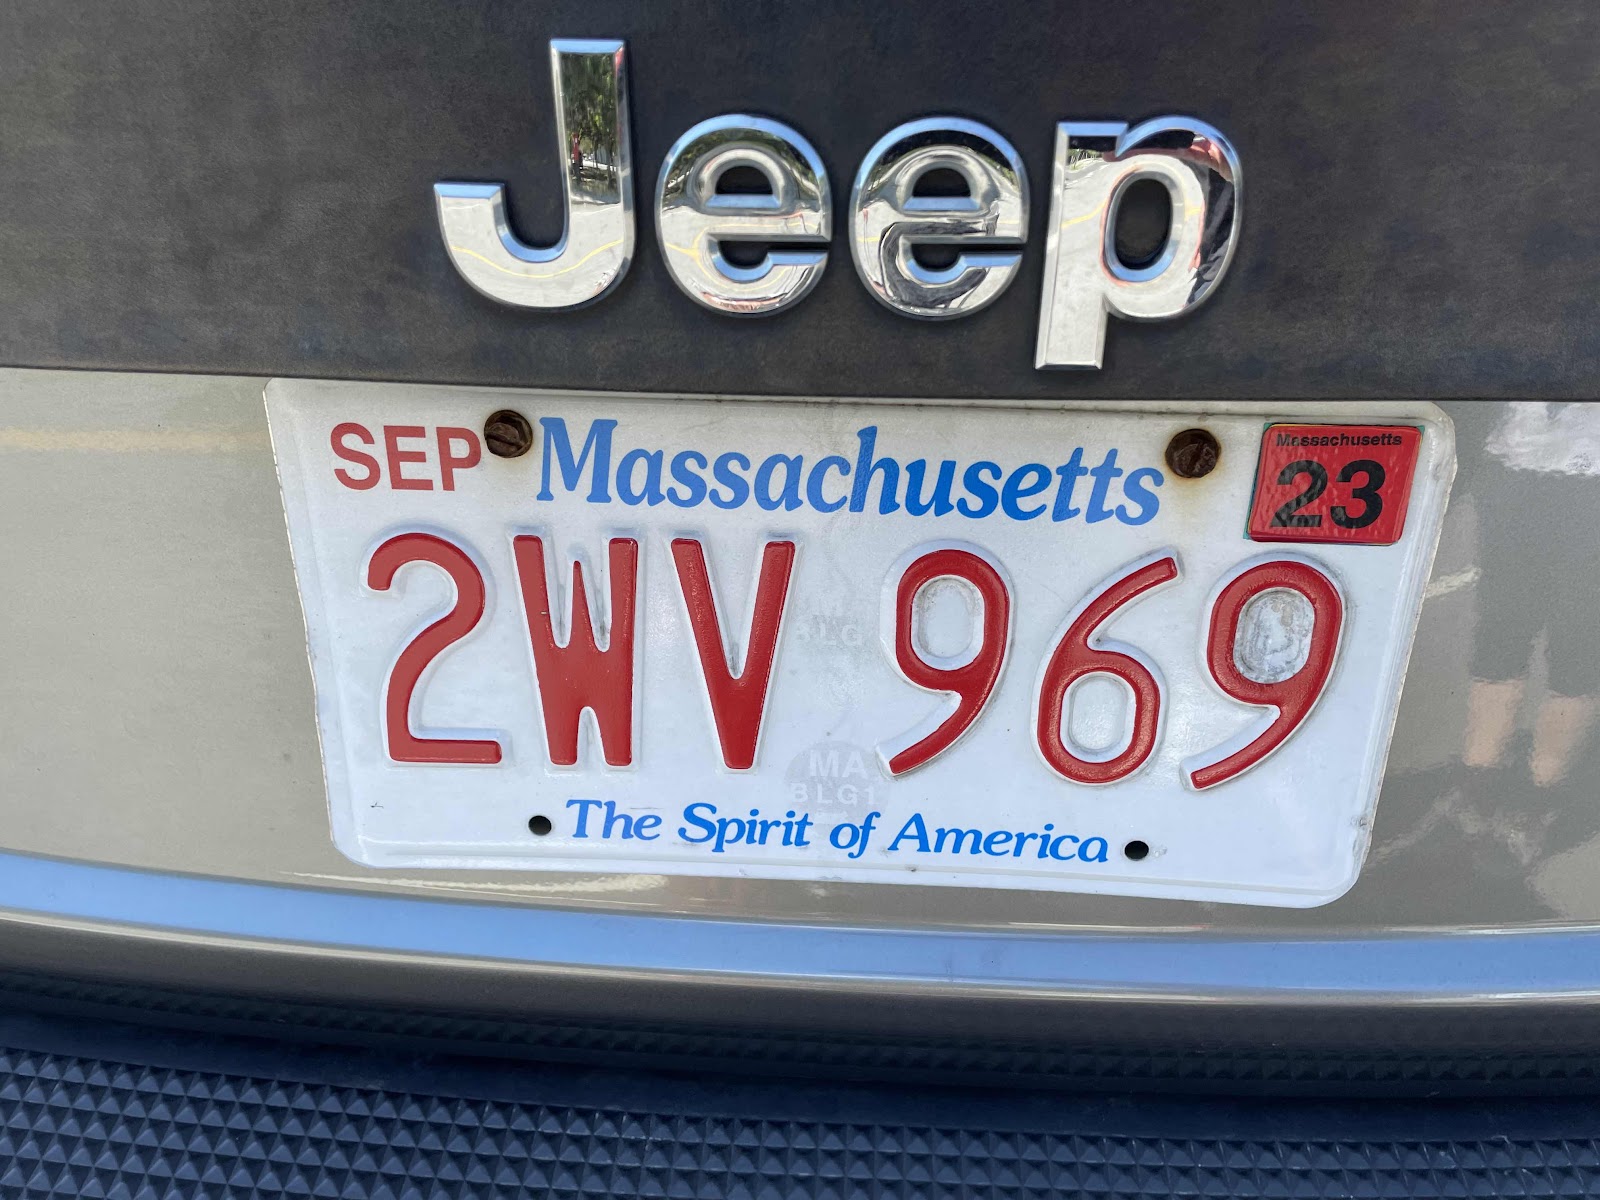 Jeep
SEP Massachusetts
Massachusetts
23
2WV 969
MA
BLG1
The Spirit of America